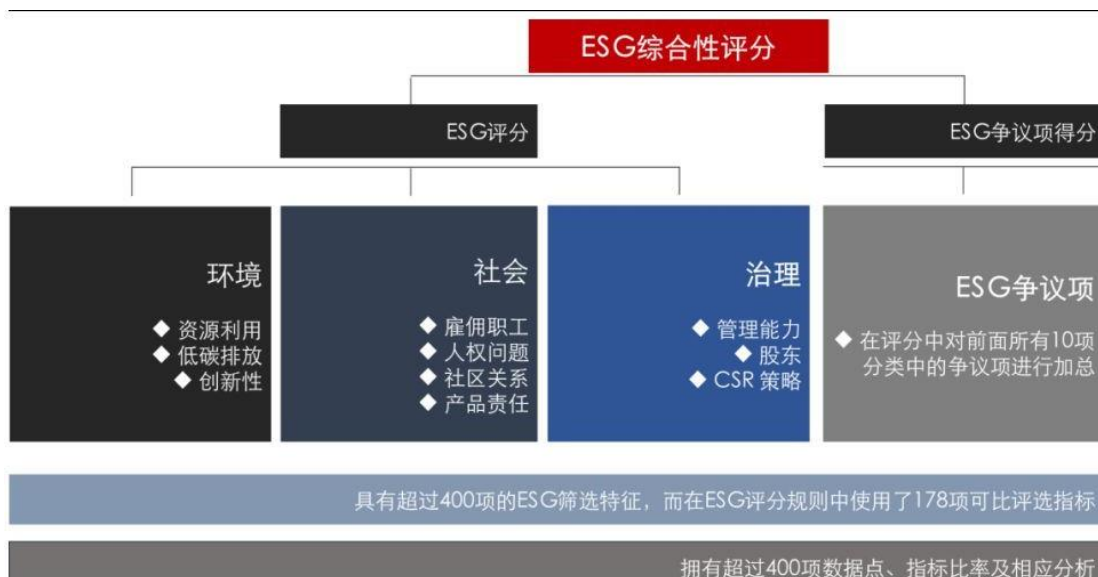 ESG综合性评分
ESG评分
ESG争议项得分
环境
◆ 资源利用
◆ 低碳排放
◆ 创新性
社会
◆ 雇佣职工
◆ 人权问题
◆ 社区关系
◆ 产品责任
治理
◆ 管理能力
◆ 股东
◆ CSR 策略
ESG争议项
◆ 在评分中对前面所有10项
分类中的争议项进行加总
具有超过400项的ESG筛选特征，而在ESG评分规则中使用了178项可比评选指标
拥有超过400项数据点、指标比率及相应分析